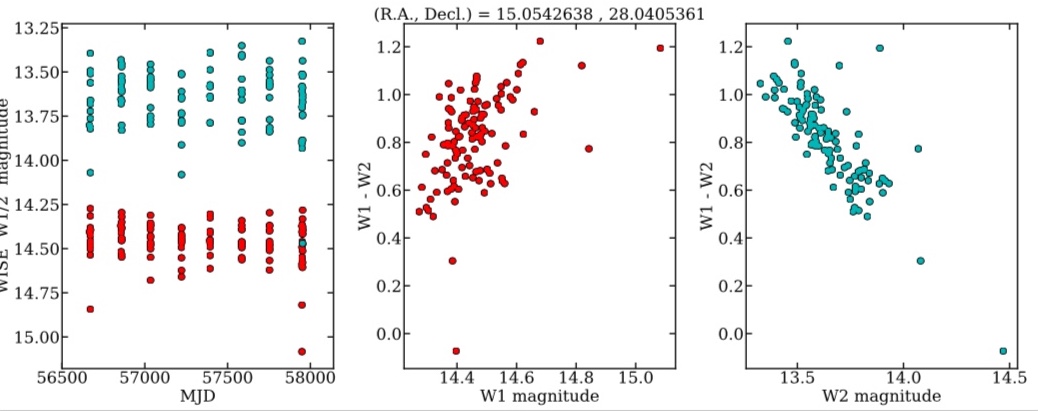 (R.A., Decl.) = 15.0542638 , 28.0405361
WISE W1/2 magnitude
13.25
13.50
13.75
14.00
14.25
14.50
14.75
15.00
56500 57000 57500 58000
MJD
W1 - W2
1.2
1.0
0.8
0.6
0.4
0.2
0.0
14.4 14.6 14.8 15.0
W1 magnitude
W1 - W2
1.2
1.0
0.8
0.6
0.4
0.2
0.0
13.5 14.0 14.5
W2 magnitude